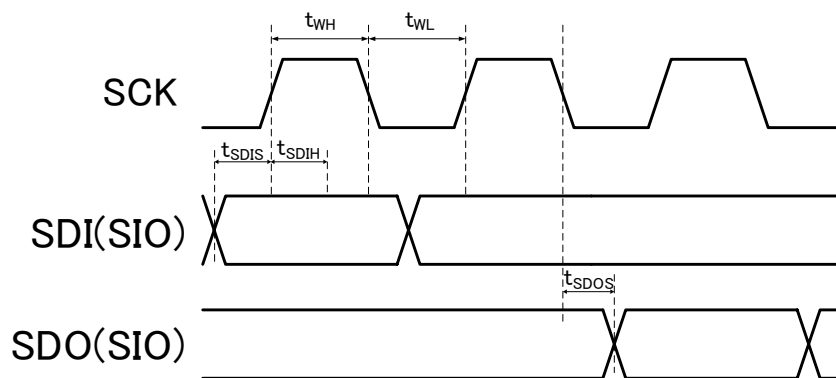 tWH tWL
SCK
tSDIS tSDIH
SDI(SIO)
tSDOS
SDO(SIO)